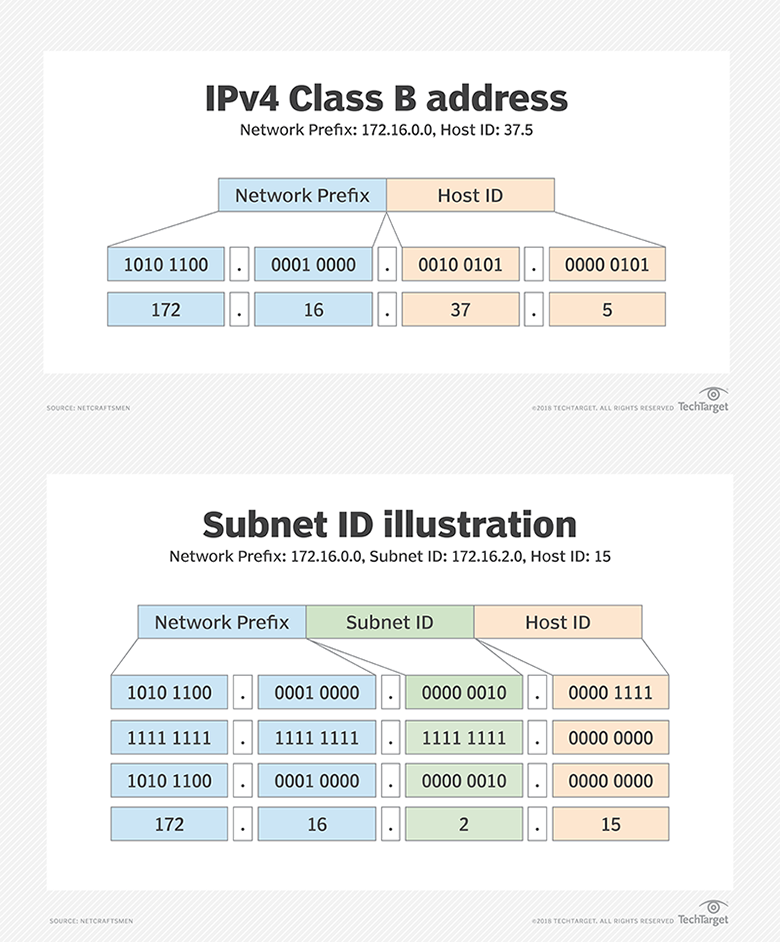 IPv4 Class B address
Network Prefix: 172.16.0.0, Host ID: 37.5
Network Prefix Host ID
1010 1100 . 0001 0000 . 0010 0101 . 0000 0101
172 . 16 . 37 . 5
SOURCE: NETCRAFTSMEN
©2018 TECHTARGET. ALL RIGHTS RESERVED TechTarget
Subnet ID illustration
Network Prefix: 172.16.0.0, Subnet ID: 172.16.2.0, Host ID: 15
Network Prefix Subnet ID Host ID
1010 1100 . 0001 0000 . 0000 0010 . 0000 1111
1111 1111 . 1111 1111 . 1111 1111 . 0000 0000
1010 1100 . 0001 0000 . 0000 0010 . 0000 0000
172 . 16 . 2 . 15
SOURCE: NETCRAFTSMEN
©2018 TECHTARGET. ALL RIGHTS RESERVED TechTarget